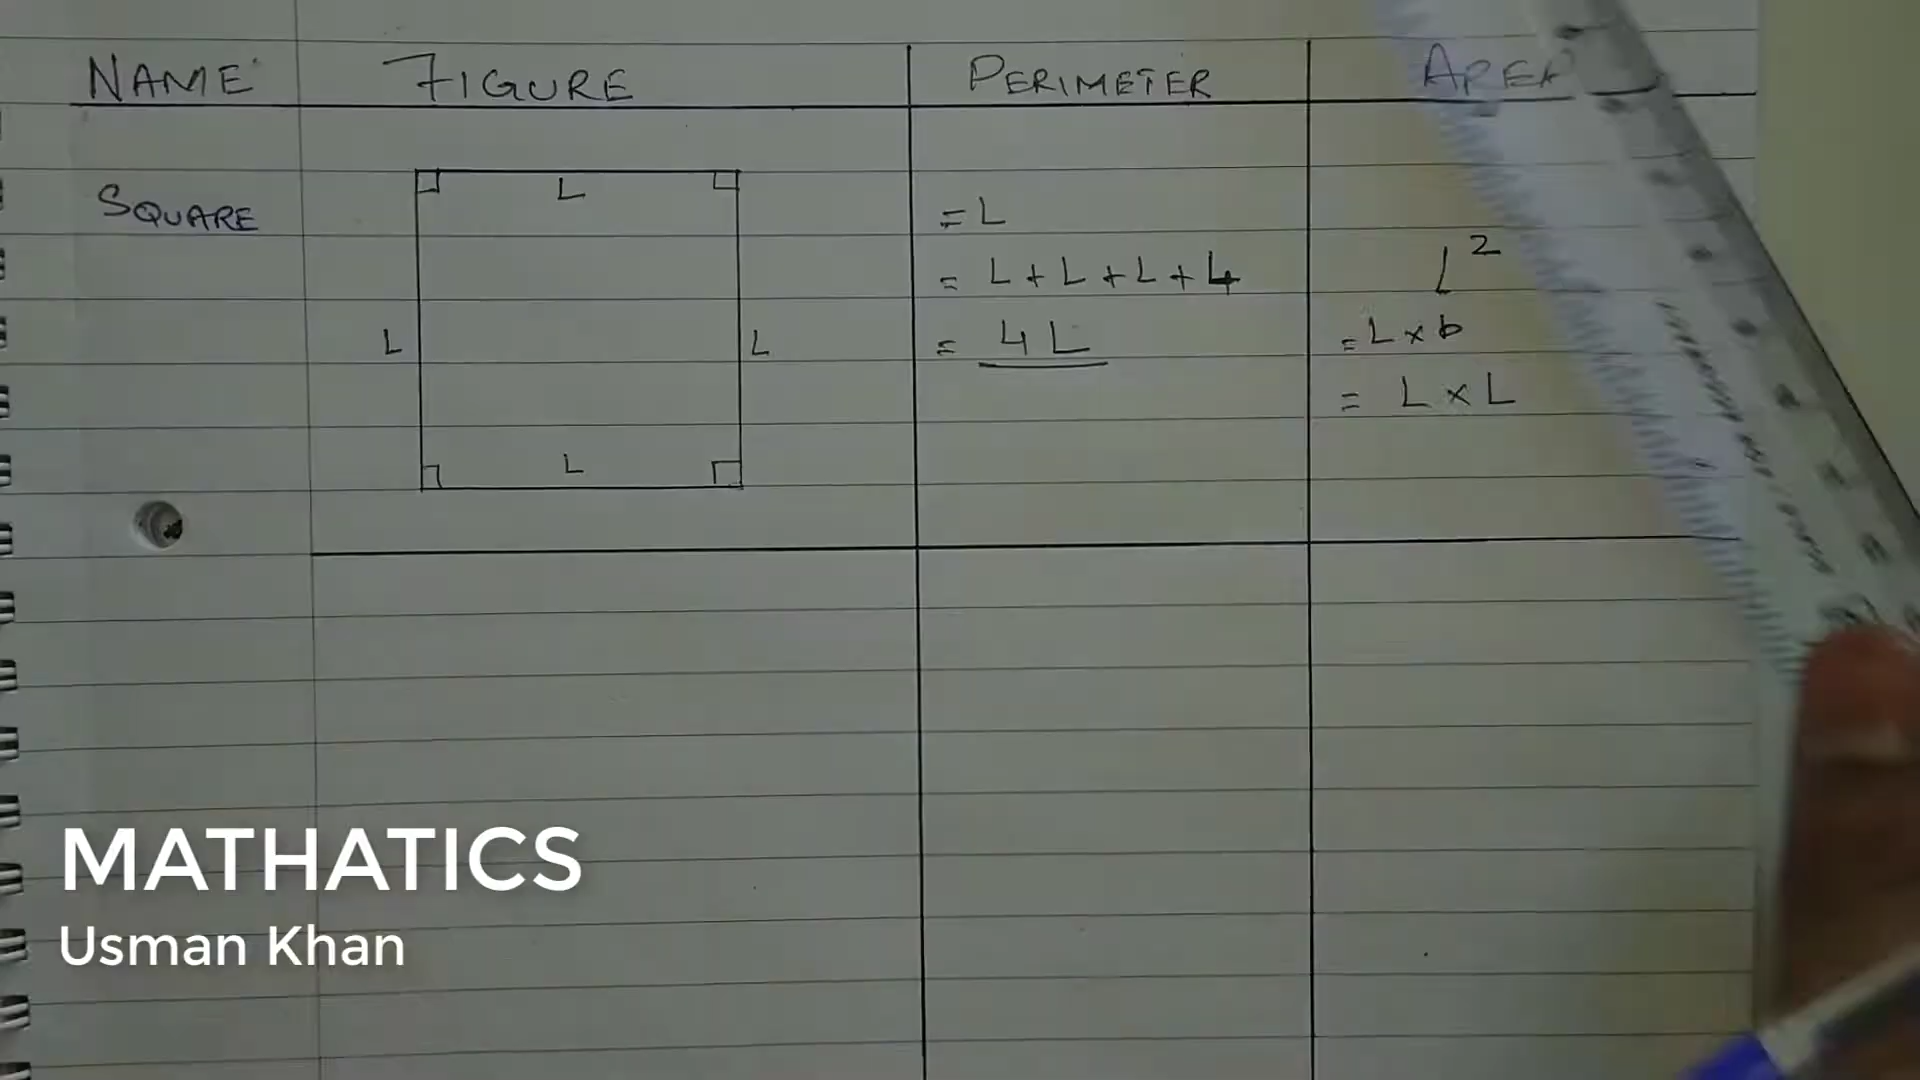 NAME FIGURE PERIMETER AREA
SQUARE
L
L
L
L
= L
= L + L + L + L
= 4 L
L²
= L × b
= L × L
MATHATICS
Usman Khan